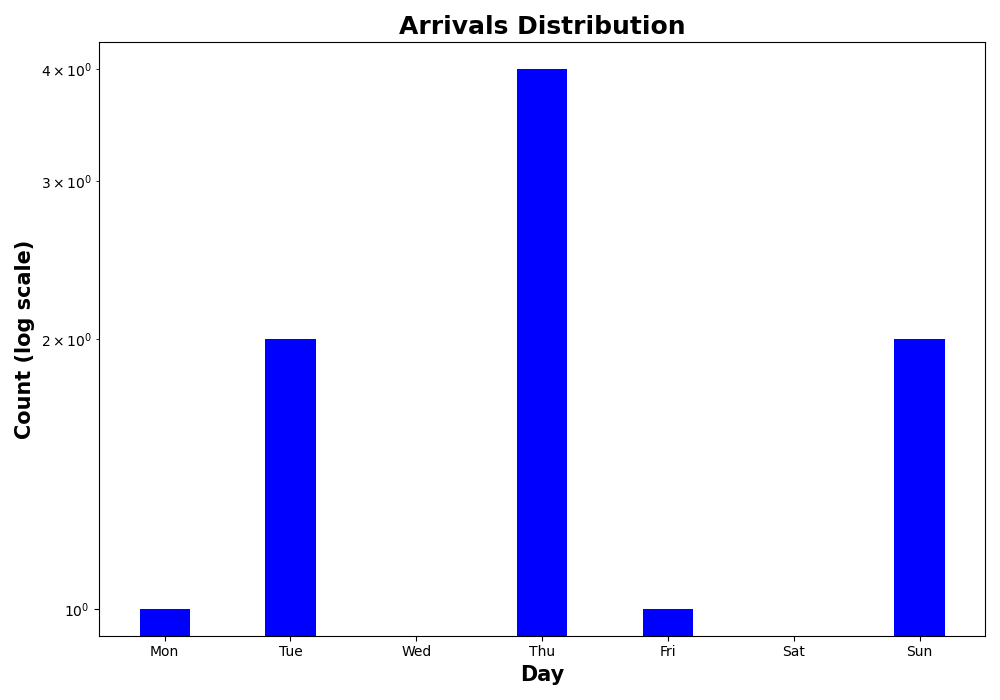 Arrivals Distribution
Count (log scale)
4 × 10⁰
3 × 10⁰
2 × 10⁰
10⁰
Mon Tue Wed Thu Fri Sat Sun
Day